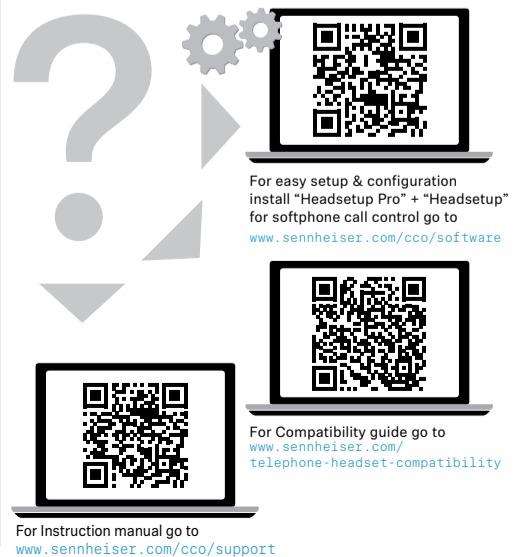 ?
For easy setup & configuration
install “Headsetup Pro” + “Headsetup”
for softphone call control go to
www.sennheiser.com/cco/software
For Compatibility guide go to
www.sennheiser.com/
telephone-headset-compatibility
For Instruction manual go to
www.sennheiser.com/cco/support